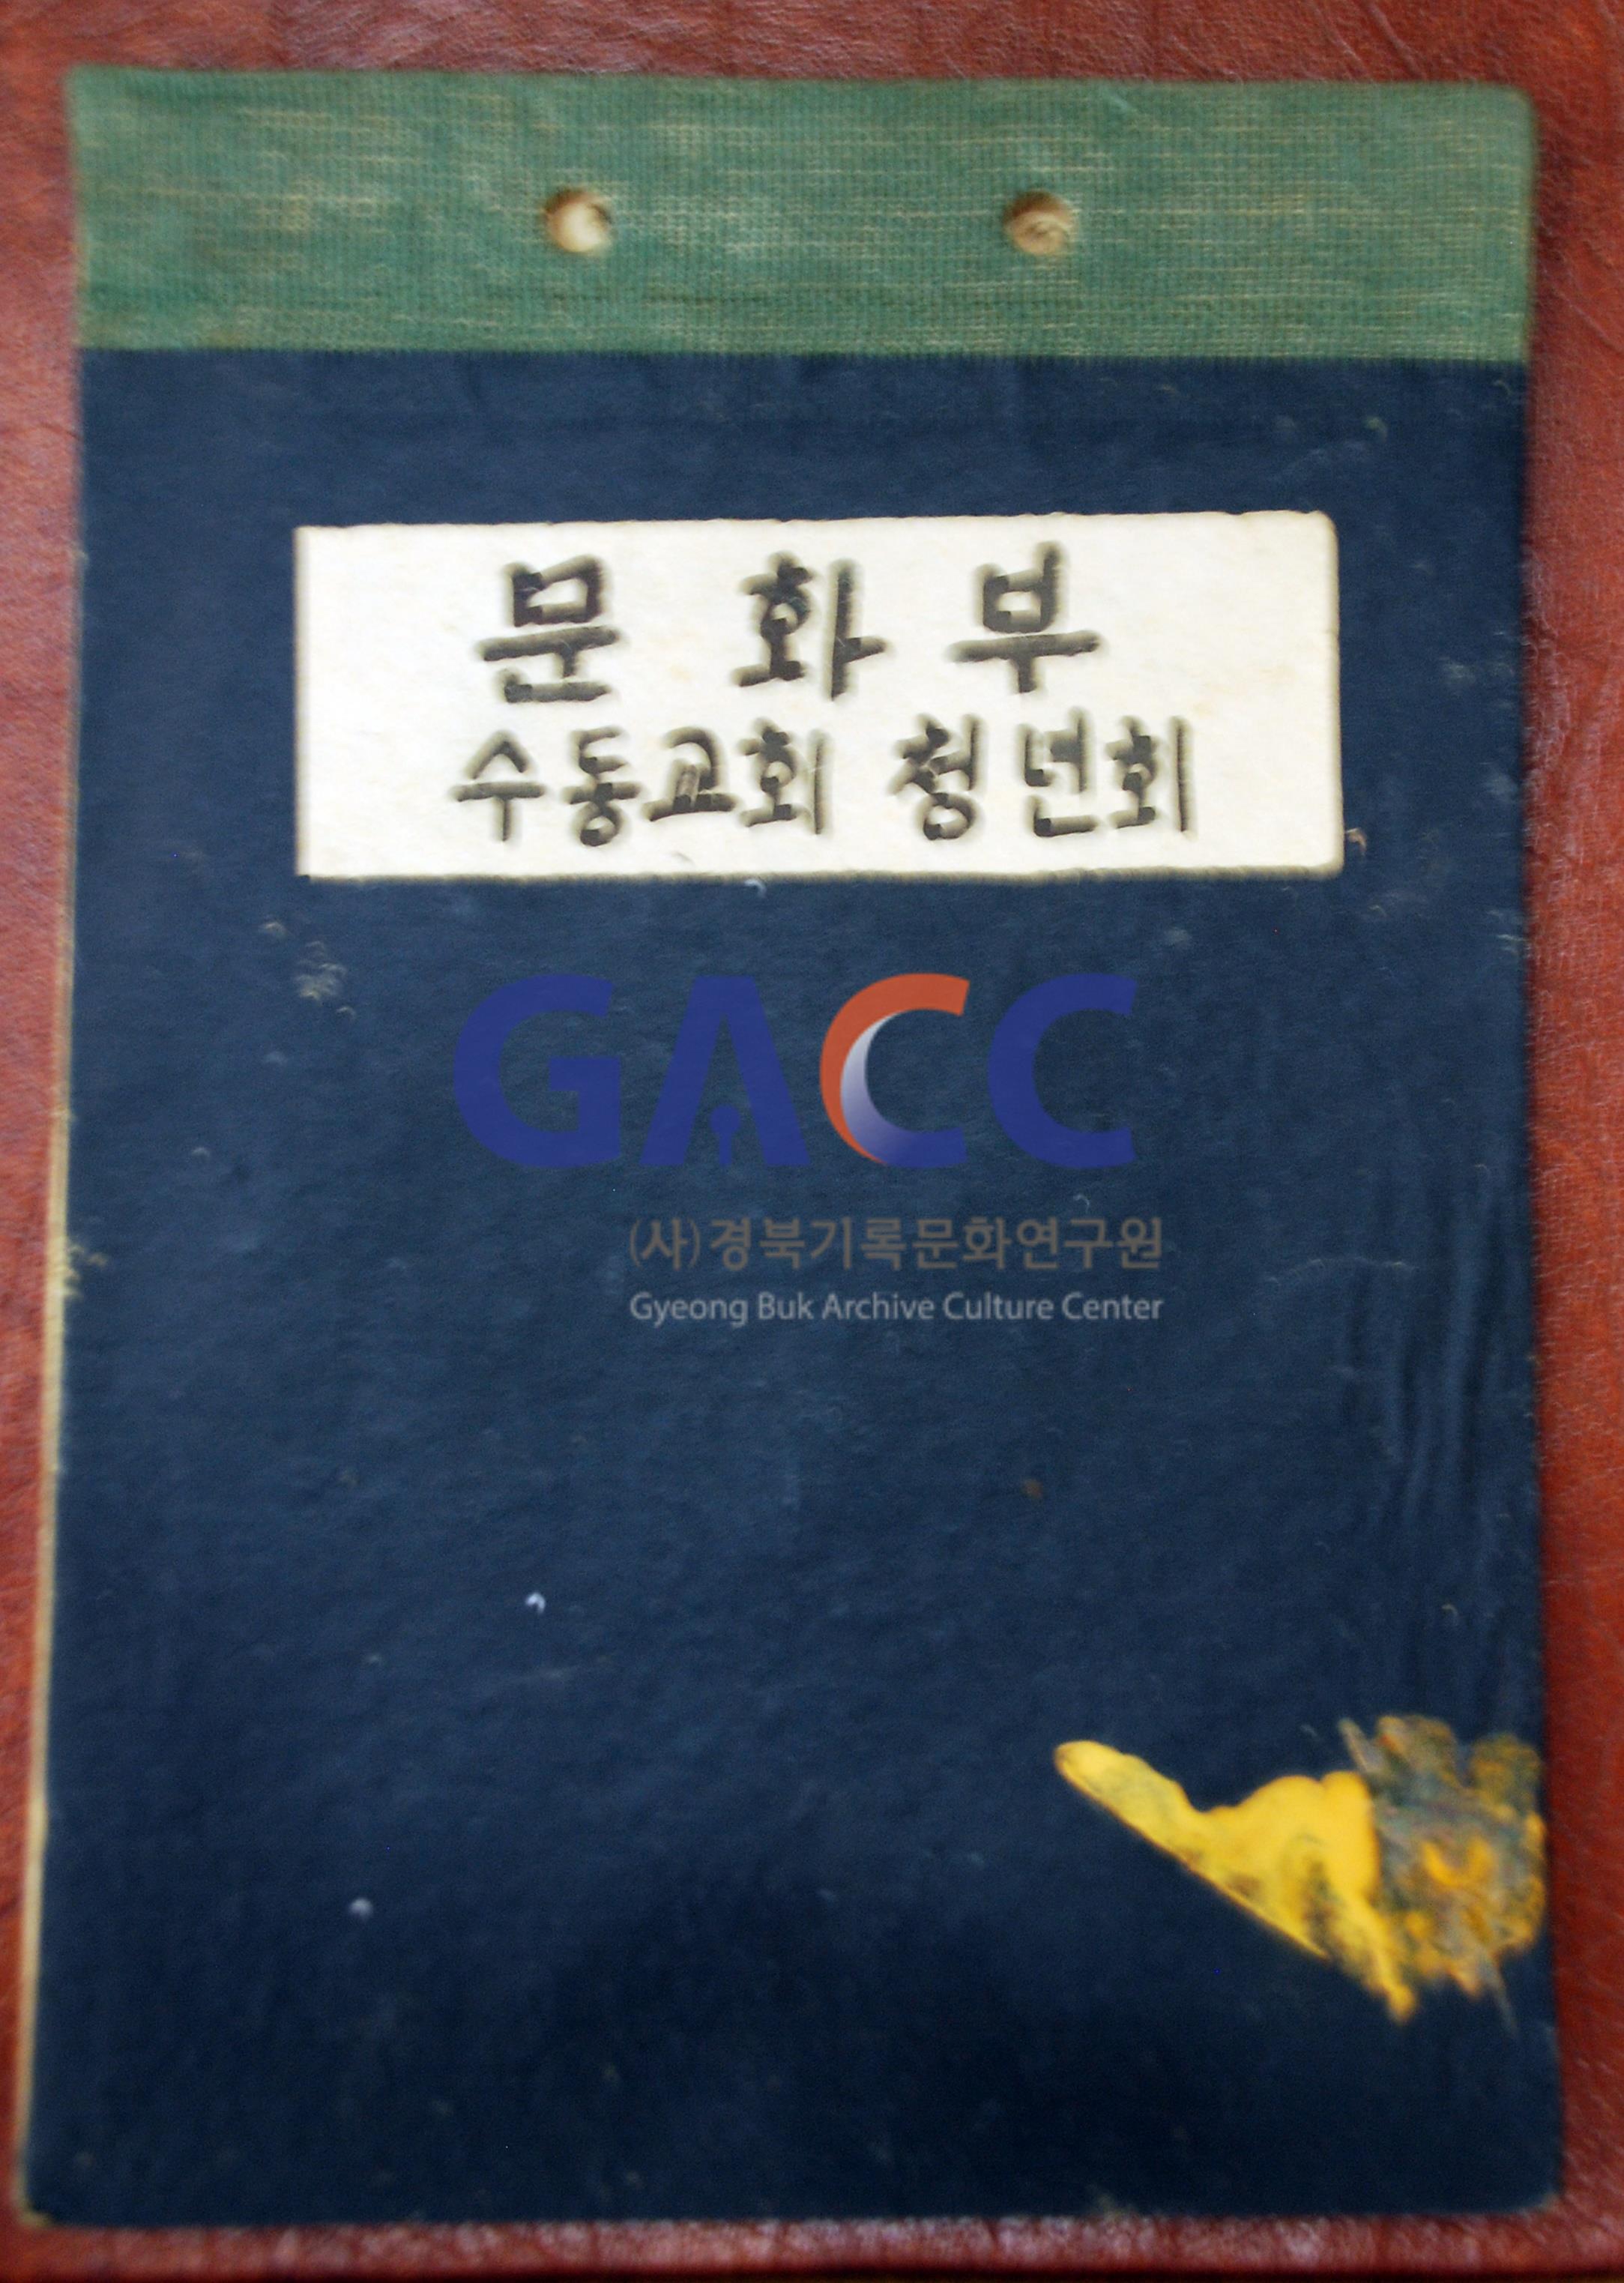 문화부
수동교회 청년회
GACC
(사)경북기록문화연구원
Gyeong Buk Archive Culture Center